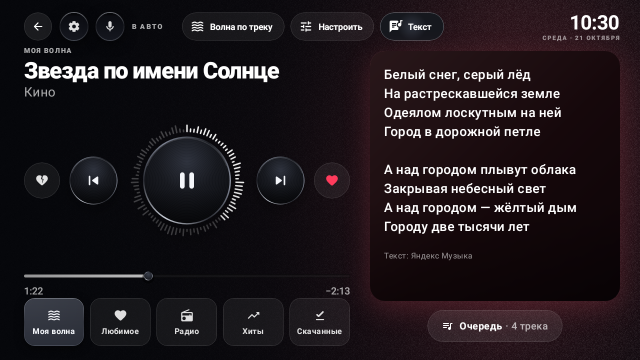 В АВТО
Волна по треку
Настроить
Текст
10:30
СРЕДА · 21 ОКТЯБРЯ
МОЯ ВОЛНА
Звезда по имени Солнце
Кино
Белый снег, серый лёд
На растрескавшейся земле
Одеялом лоскутным на ней
Город в дорожной петле
А над городом плывут облака
Закрывая небесный свет
А над городом — жёлтый дым
Городу две тысячи лет
Текст: Яндекс Музыка
1:22
−2:13
Моя волна
Любимое
Радио
Хиты
Скачанные
Очередь · 4 трека